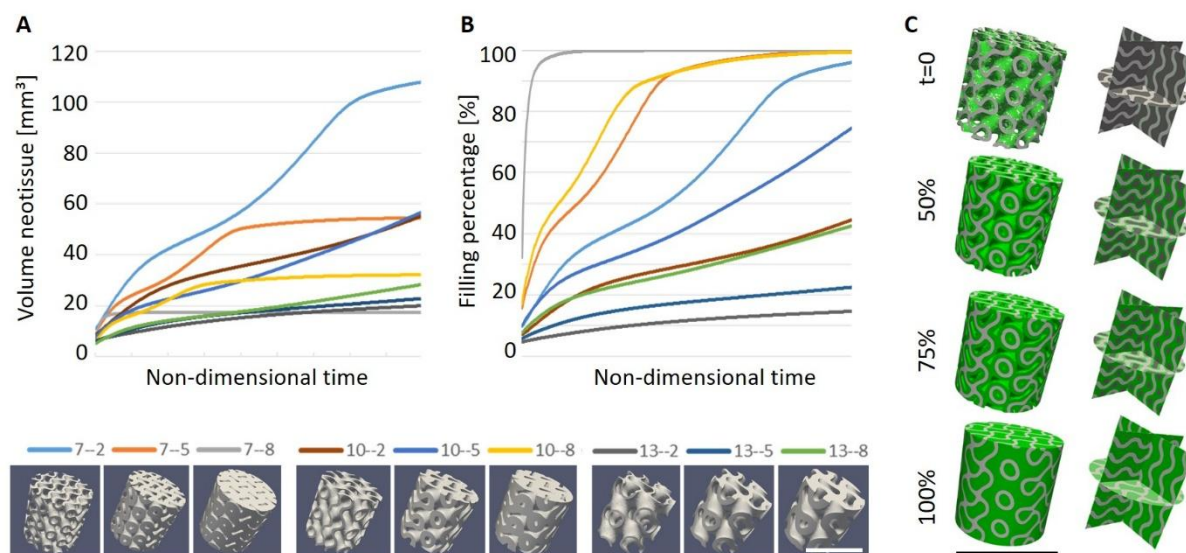 A
Volume neotissue [mm³]
120
100
80
60
40
20
0
Non-dimensional time
B
Filling percentage [%]
100
80
60
40
20
0
Non-dimensional time
C
t=0
50%
75%
100%
7--2 7--5 7--8 10--2 10--5 10--8 13--2 13--5 13--8